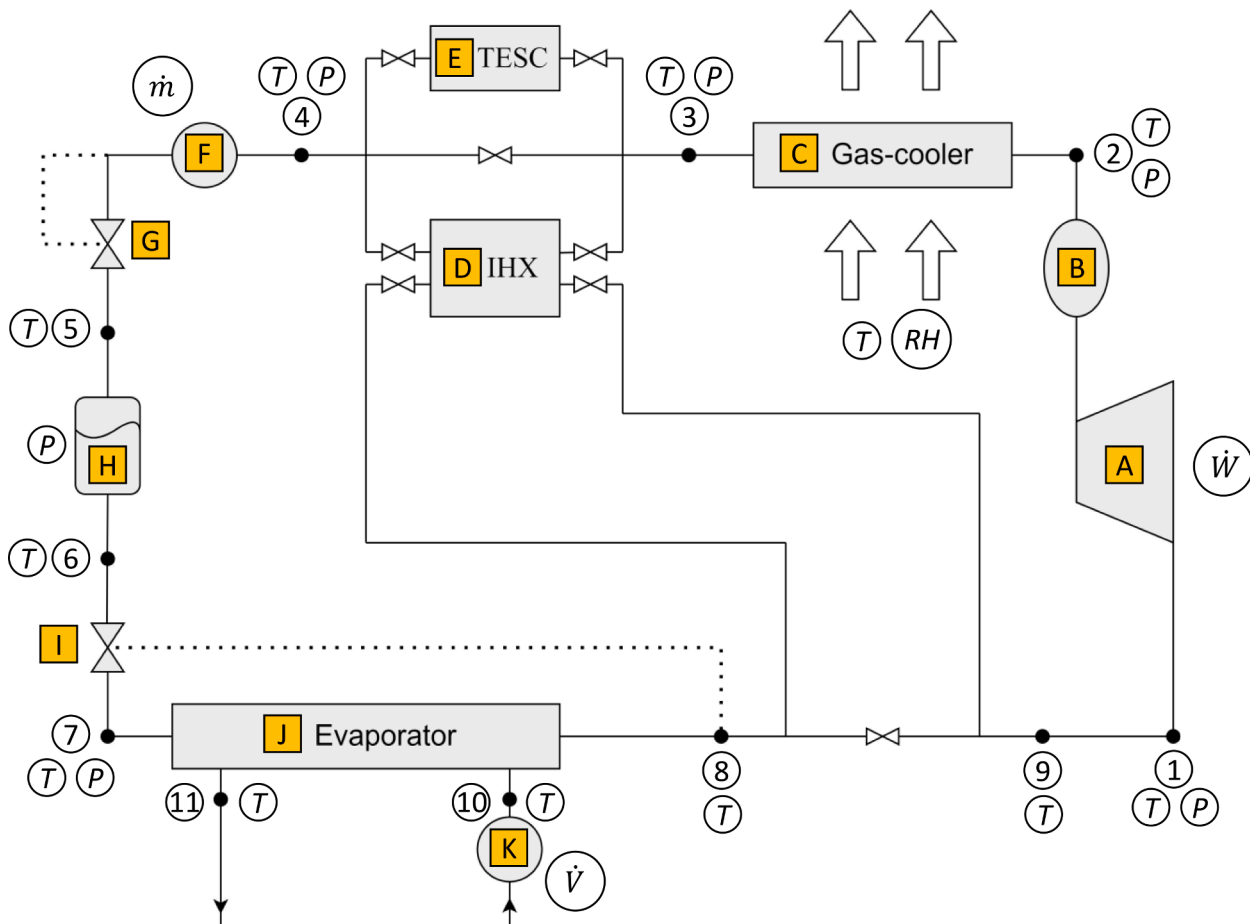 E TESC
T P
4
ṁ
T P
3
F
C Gas-cooler
2 T
P
G
D IHX
B
T 5
T RH
P
H
A
Ẇ
T 6
I
7
T P
J Evaporator
8
T
9
T
1
T P
11 T
10 T
K
V̇